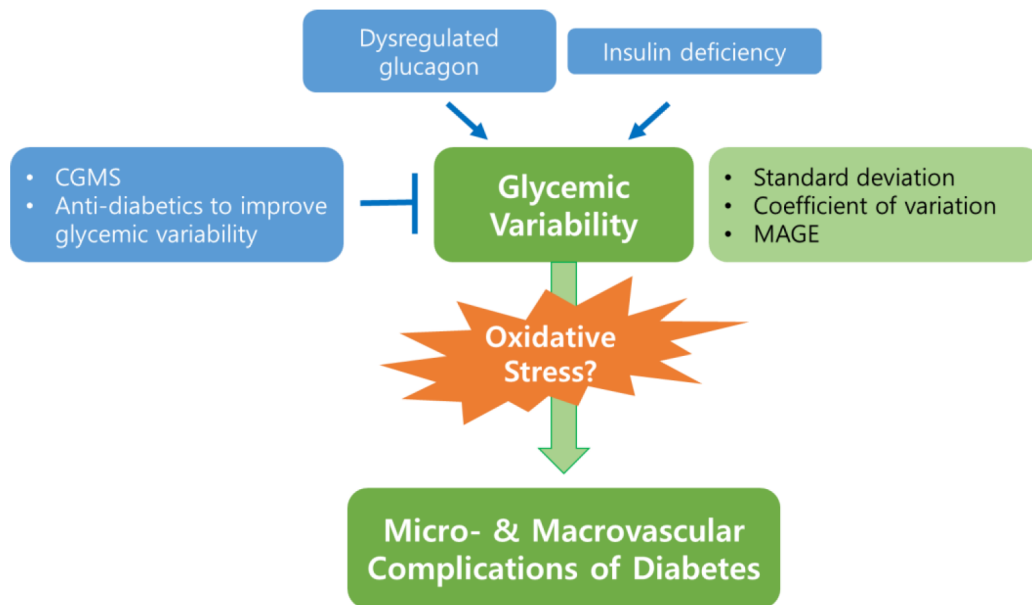 Dysregulated
glucagon
Insulin deficiency
• CGMS
• Anti-diabetics to improve
glycemic variability
Glycemic
Variability
• Standard deviation
• Coefficient of variation
• MAGE
Oxidative
Stress?
Micro- & Macrovascular
Complications of Diabetes